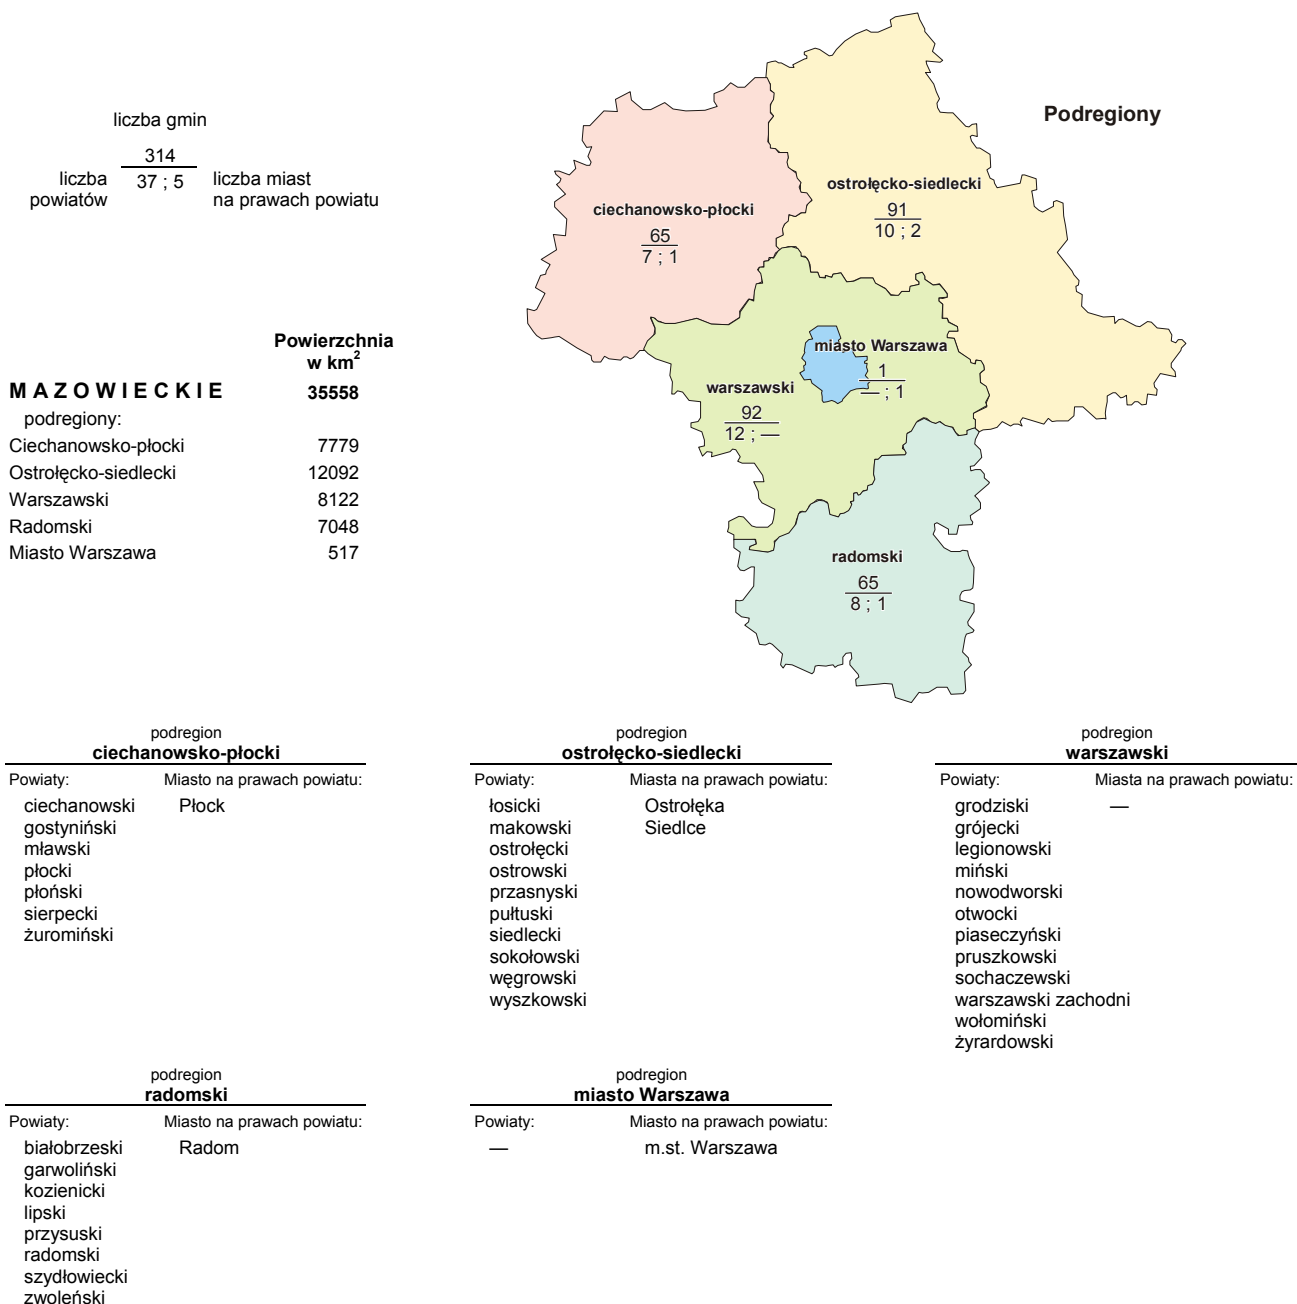 liczba gmin
314
liczba powiatów
37 ; 5
liczba miast na prawach powiatu
Podregiony
ciechanowsko-płocki
65
7 ; 1
ostrołęcko-siedlecki
91
10 ; 2
miasto Warszawa
1
— ; 1
warszawski
92
12 ; —
radomski
65
8 ; 1
Powierzchnia
w km²
MAZOWIECKIE 35558
podregiony:
Ciechanowsko-płocki 7779
Ostrołęcko-siedlecki 12092
Warszawski 8122
Radomski 7048
Miasto Warszawa 517
podregion
ciechanowsko-płocki
Powiaty: Miasto na prawach powiatu:
ciechanowski Płock
gostyniński
mławski
płocki
płoński
sierpecki
żuromiński
podregion
ostrołęcko-siedlecki
Powiaty: Miasta na prawach powiatu:
łosicki Ostrołęka
makowski Siedlce
ostrołęcki
ostrowski
przasnyski
pułtuski
siedlecki
sokołowski
węgrowski
wyszkowski
podregion
warszawski
Powiaty: Miasta na prawach powiatu:
grodziski —
grójecki
legionowski
miński
nowodworski
otwocki
piaseczyński
pruszkowski
sochaczewski
warszawski zachodni
wołomiński
żyrardowski
podregion
radomski
Powiaty: Miasto na prawach powiatu:
białobrzeski Radom
garwoliński
kozienicki
lipski
przysuski
radomski
szydłowiecki
zwoleński
podregion
miasto Warszawa
Powiaty: Miasto na prawach powiatu:
— m.st. Warszawa